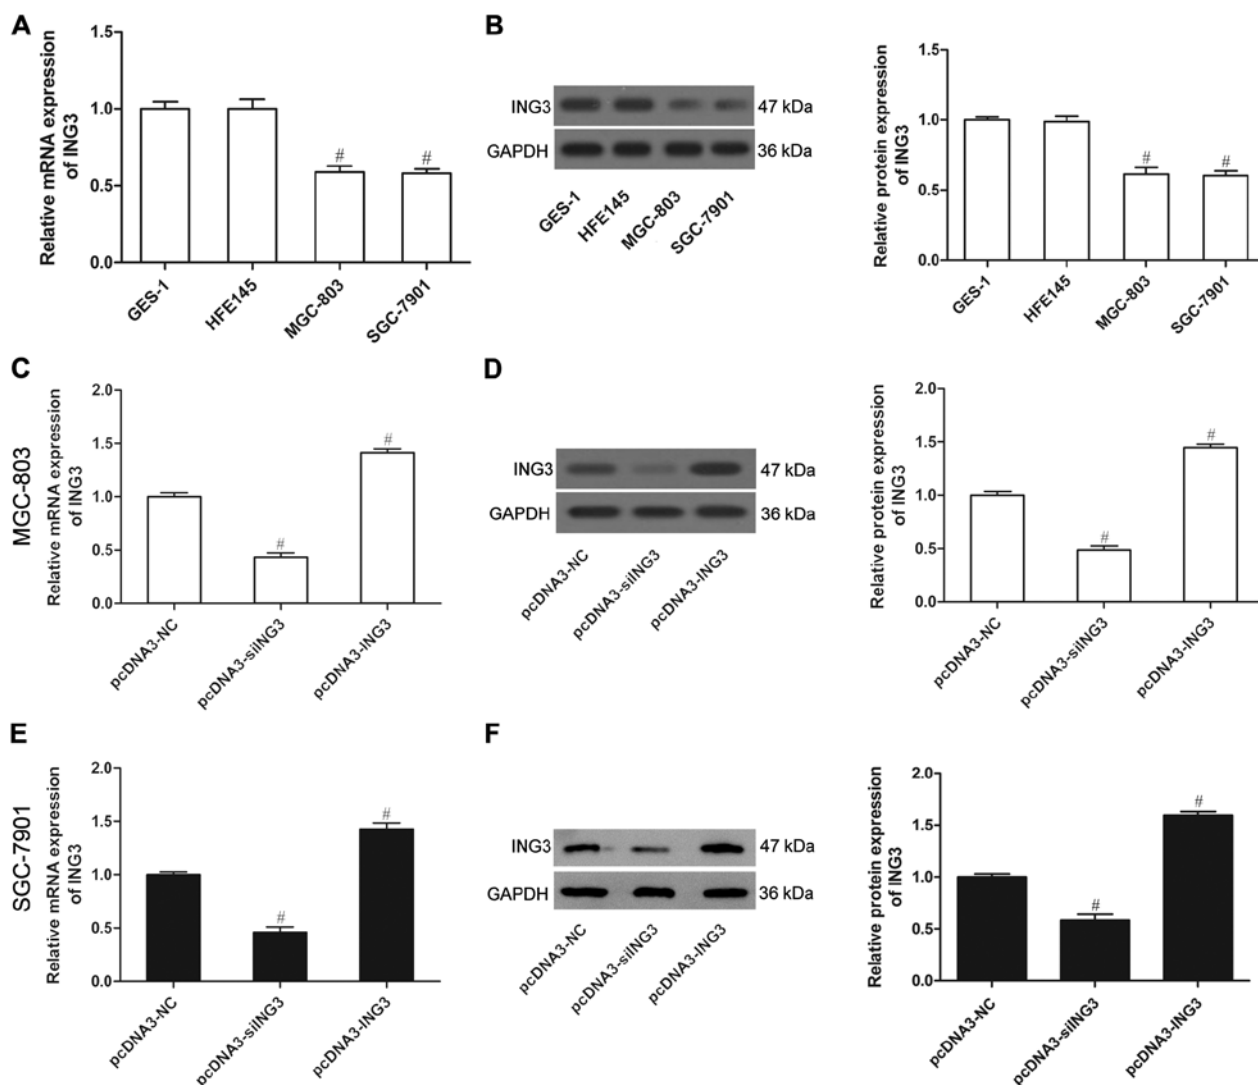 A
Relative mRNA expression
of ING3
1.5
1.0
0.5
0.0
#
#
GES-1
HFE145
MGC-803
SGC-7901
B
ING3
47 kDa
GAPDH
36 kDa
GES-1
HFE145
MGC-803
SGC-7901
Relative protein expression
of ING3
1.5
1.0
0.5
0.0
#
#
GES-1
HFE145
MGC-803
SGC-7901
MGC-803
C
Relative mRNA expression
of ING3
2.0
1.5
1.0
0.5
0.0
#
#
pcDNA3-NC
pcDNA3-siING3
pcDNA3-ING3
D
ING3
47 kDa
GAPDH
36 kDa
pcDNA3-NC
pcDNA3-siING3
pcDNA3-ING3
Relative protein expression
of ING3
2.0
1.5
1.0
0.5
0.0
#
#
pcDNA3-NC
pcDNA3-siING3
pcDNA3-ING3
SGC-7901
E
Relative mRNA expression
of ING3
2.0
1.5
1.0
0.5
0.0
#
#
pcDNA3-NC
pcDNA3-siING3
pcDNA3-ING3
F
ING3
47 kDa
GAPDH
36 kDa
pcDNA3-NC
pcDNA3-siING3
pcDNA3-ING3
Relative protein expression
of ING3
2.0
1.5
1.0
0.5
0.0
#
#
pcDNA3-NC
pcDNA3-siING3
pcDNA3-ING3